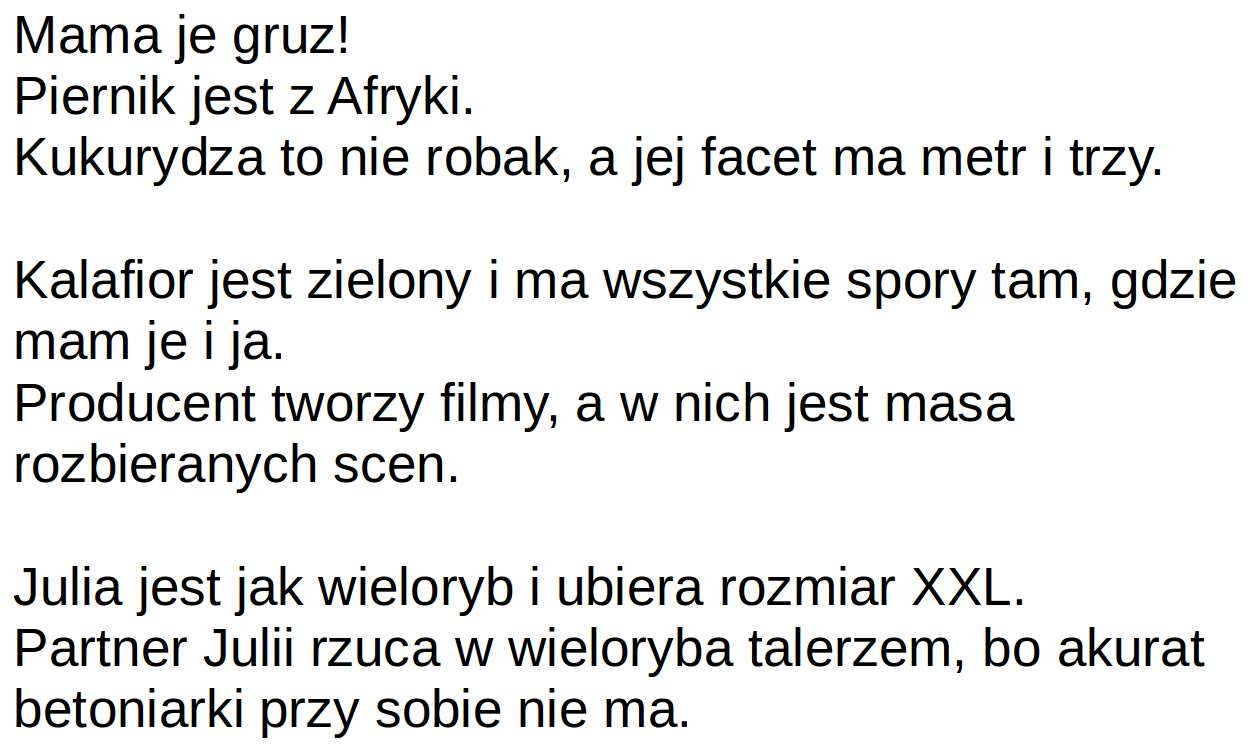 Mama je gruz!
Piernik jest z Afryki.
Kukurydza to nie robak, a jej facet ma metr i trzy.
Kalafior jest zielony i ma wszystkie spory tam, gdzie
mam je i ja.
Producent tworzy filmy, a w nich jest masa
rozbieranych scen.
Julia jest jak wieloryb i ubiera rozmiar XXL.
Partner Julii rzuca w wieloryba talerzem, bo akurat
betoniarki przy sobie nie ma.